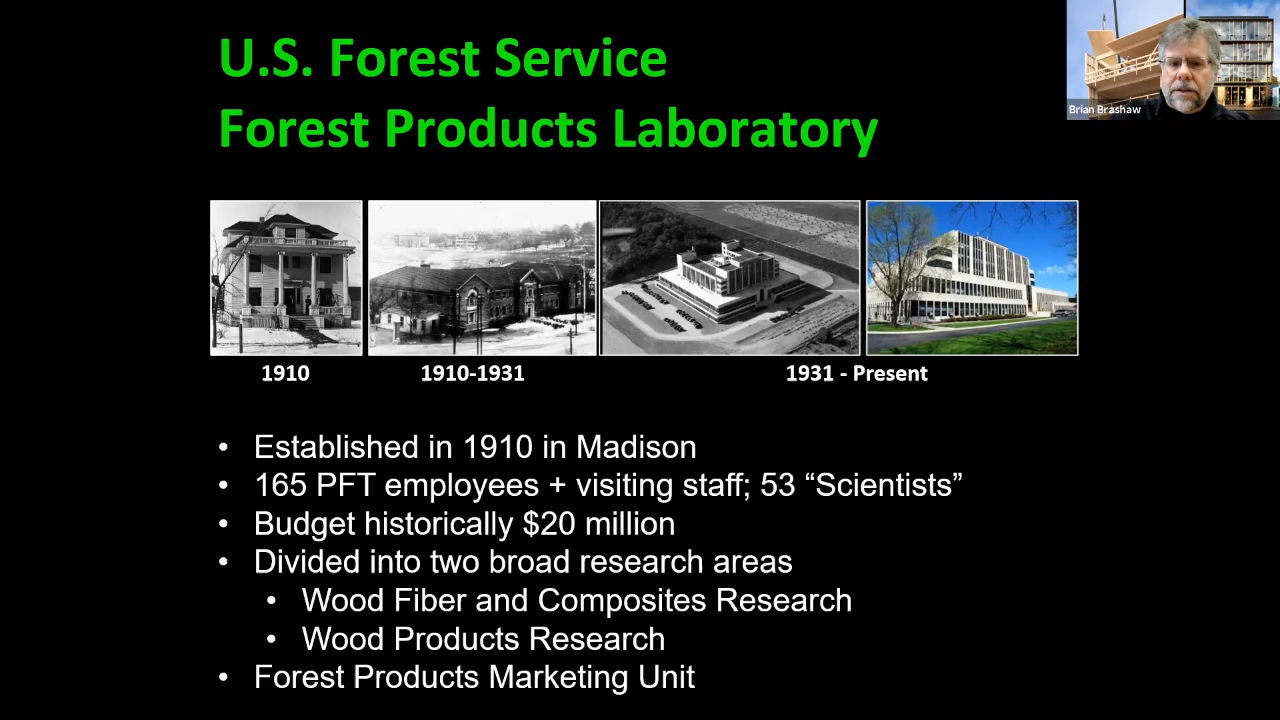 U.S. Forest Service
Forest Products Laboratory
Brian Brashaw
1910
1910-1931
1931 - Present
• Established in 1910 in Madison
• 165 PFT employees + visiting staff; 53 “Scientists”
• Budget historically $20 million
• Divided into two broad research areas
• Wood Fiber and Composites Research
• Wood Products Research
• Forest Products Marketing Unit